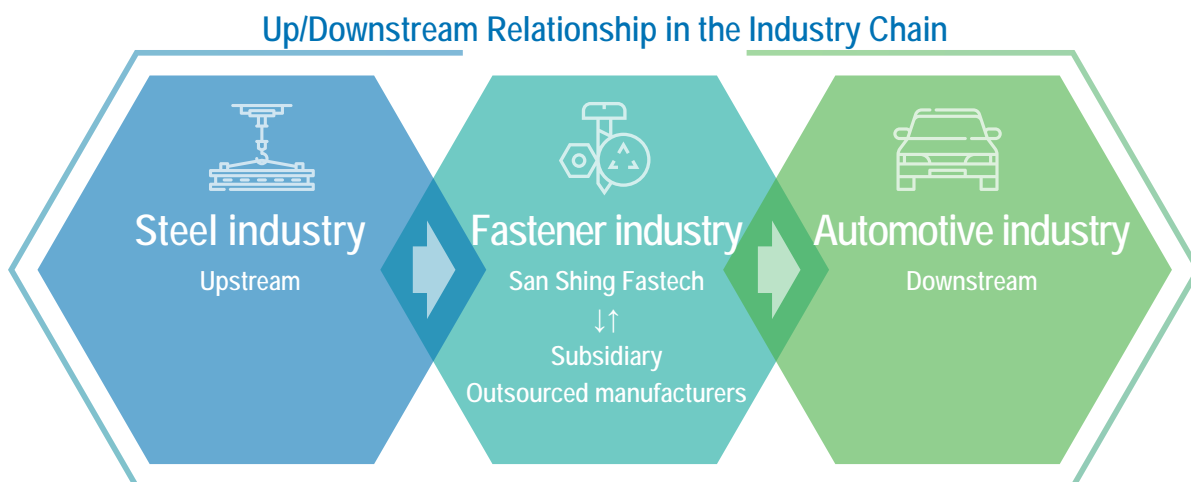 Up/Downstream Relationship in the Industry Chain
Steel industry
Upstream
Fastener industry
San Shing Fastech
↓↑
Subsidiary
Outsourced manufacturers
Automotive industry
Downstream